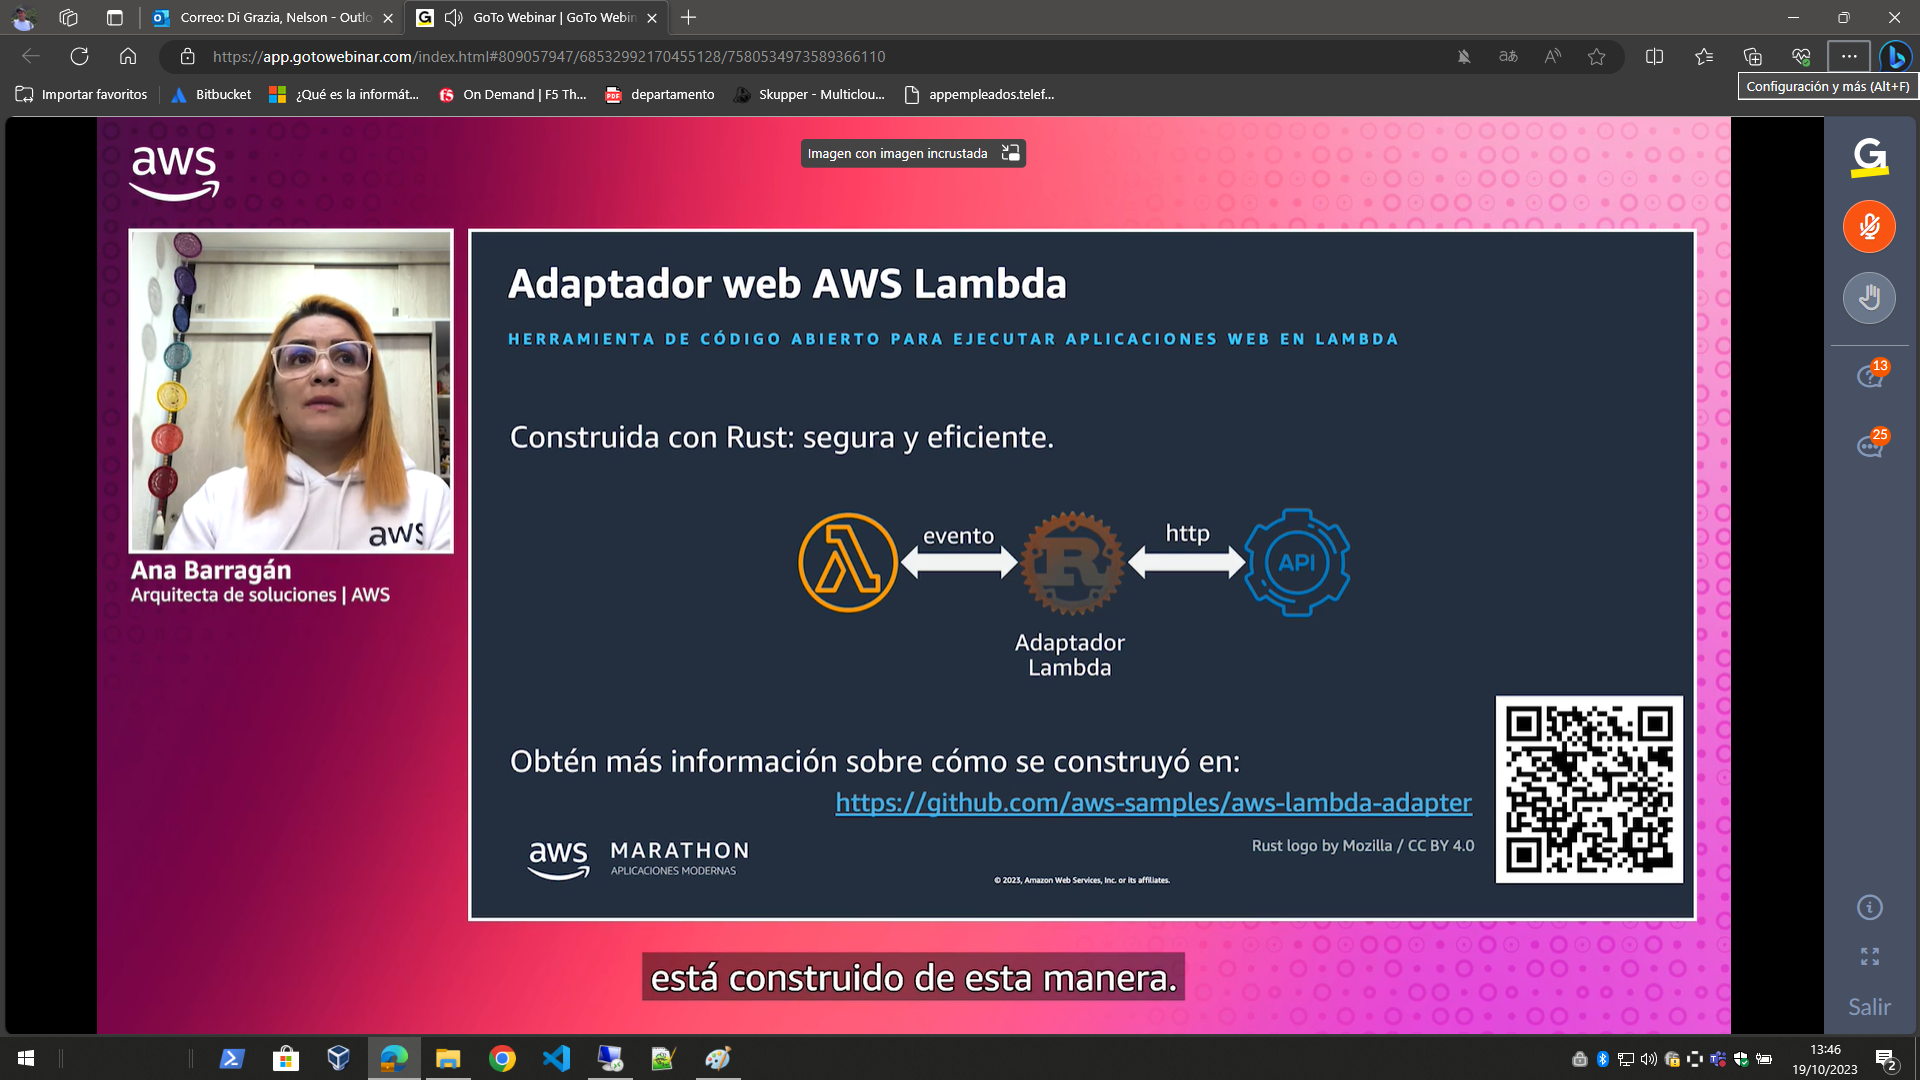 Correo: Di Grazia, Nelson - Outlo
GoTo Webinar | GoTo Webin
https://app.gotowebinar.com/index.html#809057947/68532992170455128/7580534973589366110
Configuración y más (Alt+F)
Importar favoritos
Bitbucket
¿Qué es la informát...
On Demand | F5 Th...
departamento
Skupper - Multiclou...
appempleados.telef...
aws
Imagen con imagen incrustada
Adaptador web AWS Lambda
HERRAMIENTA DE CÓDIGO ABIERTO PARA EJECUTAR APLICACIONES WEB EN LAMBDA
Construida con Rust: segura y eficiente.
evento
http
R
API
Adaptador
Lambda
aws
Ana Barragán
Arquitecta de soluciones | AWS
Obtén más información sobre cómo se construyó en:
https://github.com/aws-samples/aws-lambda-adapter
Rust logo by Mozilla / CC BY 4.0
aws MARATHON
APLICACIONES MODERNAS
© 2023, Amazon Web Services, Inc. or its affiliates.
está construido de esta manera.
G
13
25
Salir
13:46
19/10/2023
2